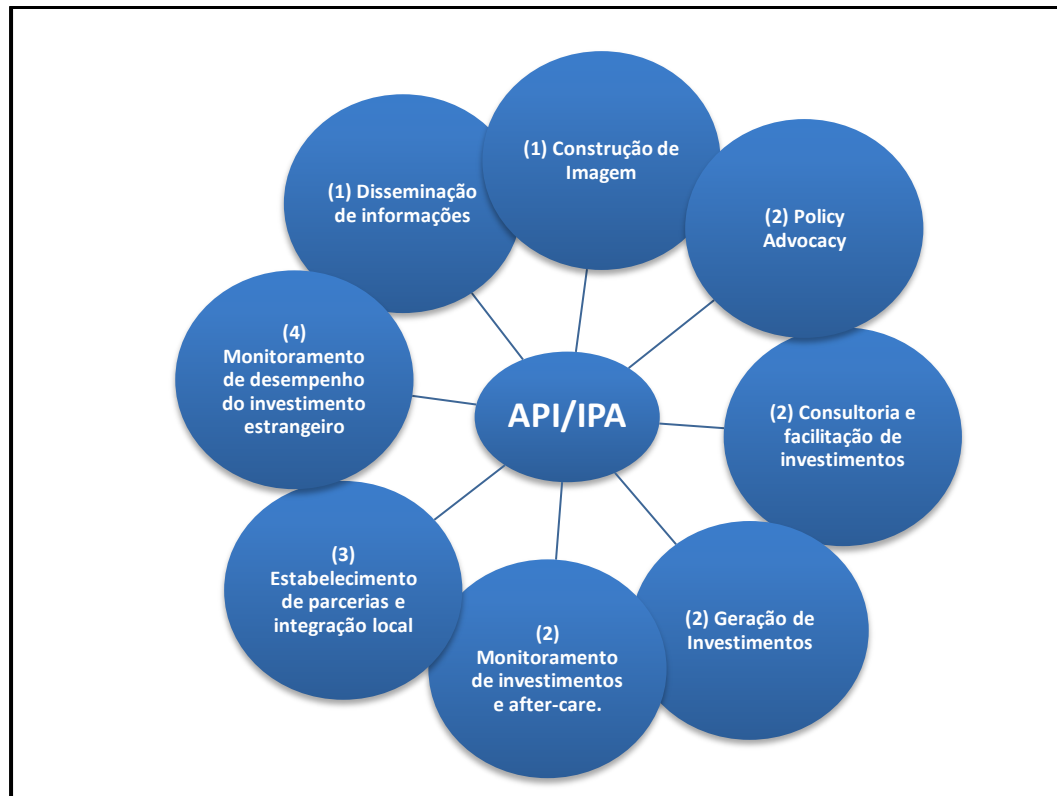 (1) Construção de
Imagem
(2) Policy
Advocacy
(2) Consultoria e
facilitação de
investimentos
(2) Geração de
Investimentos
(2)
Monitoramento
de investimentos
e after-care.
(3)
Estabelecimento
de parcerias e
integração local
(4)
Monitoramento
de desempenho
do investimento
estrangeiro
(1) Disseminação
de informações
API/IPA